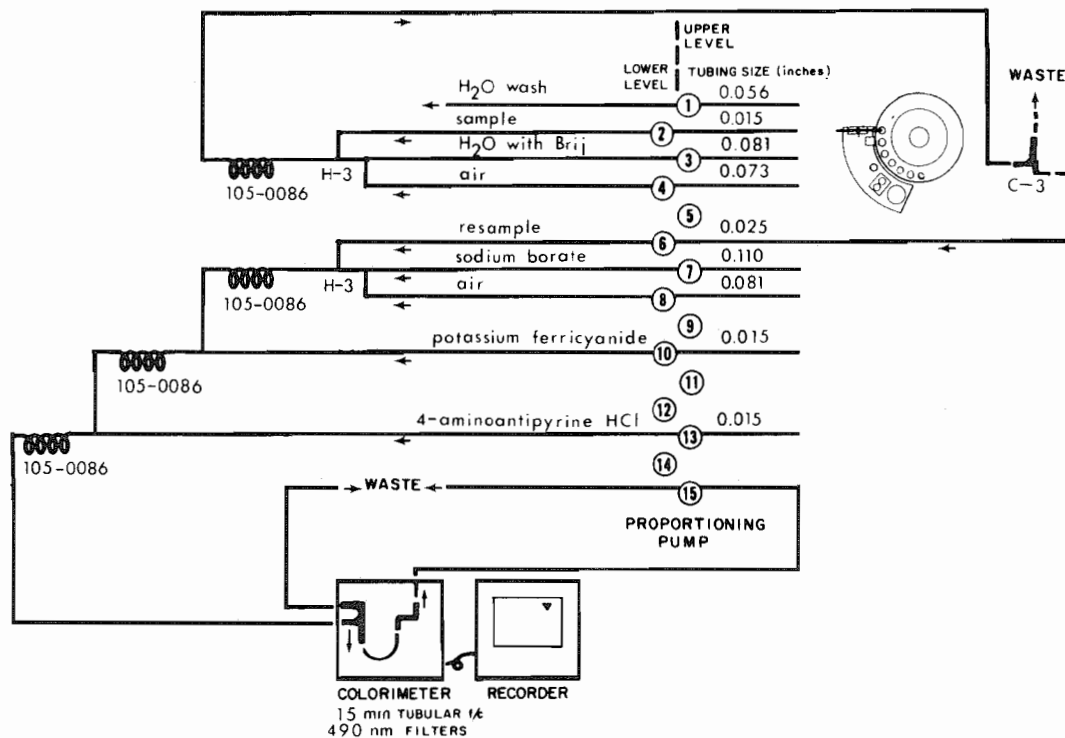 UPPER
LEVEL
LOWER
LEVEL
TUBING SIZE (inches)
WASTE
H₂O wash
1
0.056
sample
2
0.015
H₂O with Brij
3
0.081
air
4
0.073
105-0086
H-3
C-3
5
resample
6
0.025
sodium borate
7
0.110
air
8
0.081
105-0086
H-3
9
potassium ferricyanide
10
0.015
105-0086
11
12
4-aminoantipyrine HCl
13
0.015
105-0086
14
WASTE
15
PROPORTIONING
PUMP
COLORIMETER
RECORDER
15 mm TUBULAR f/c
490 nm FILTERS